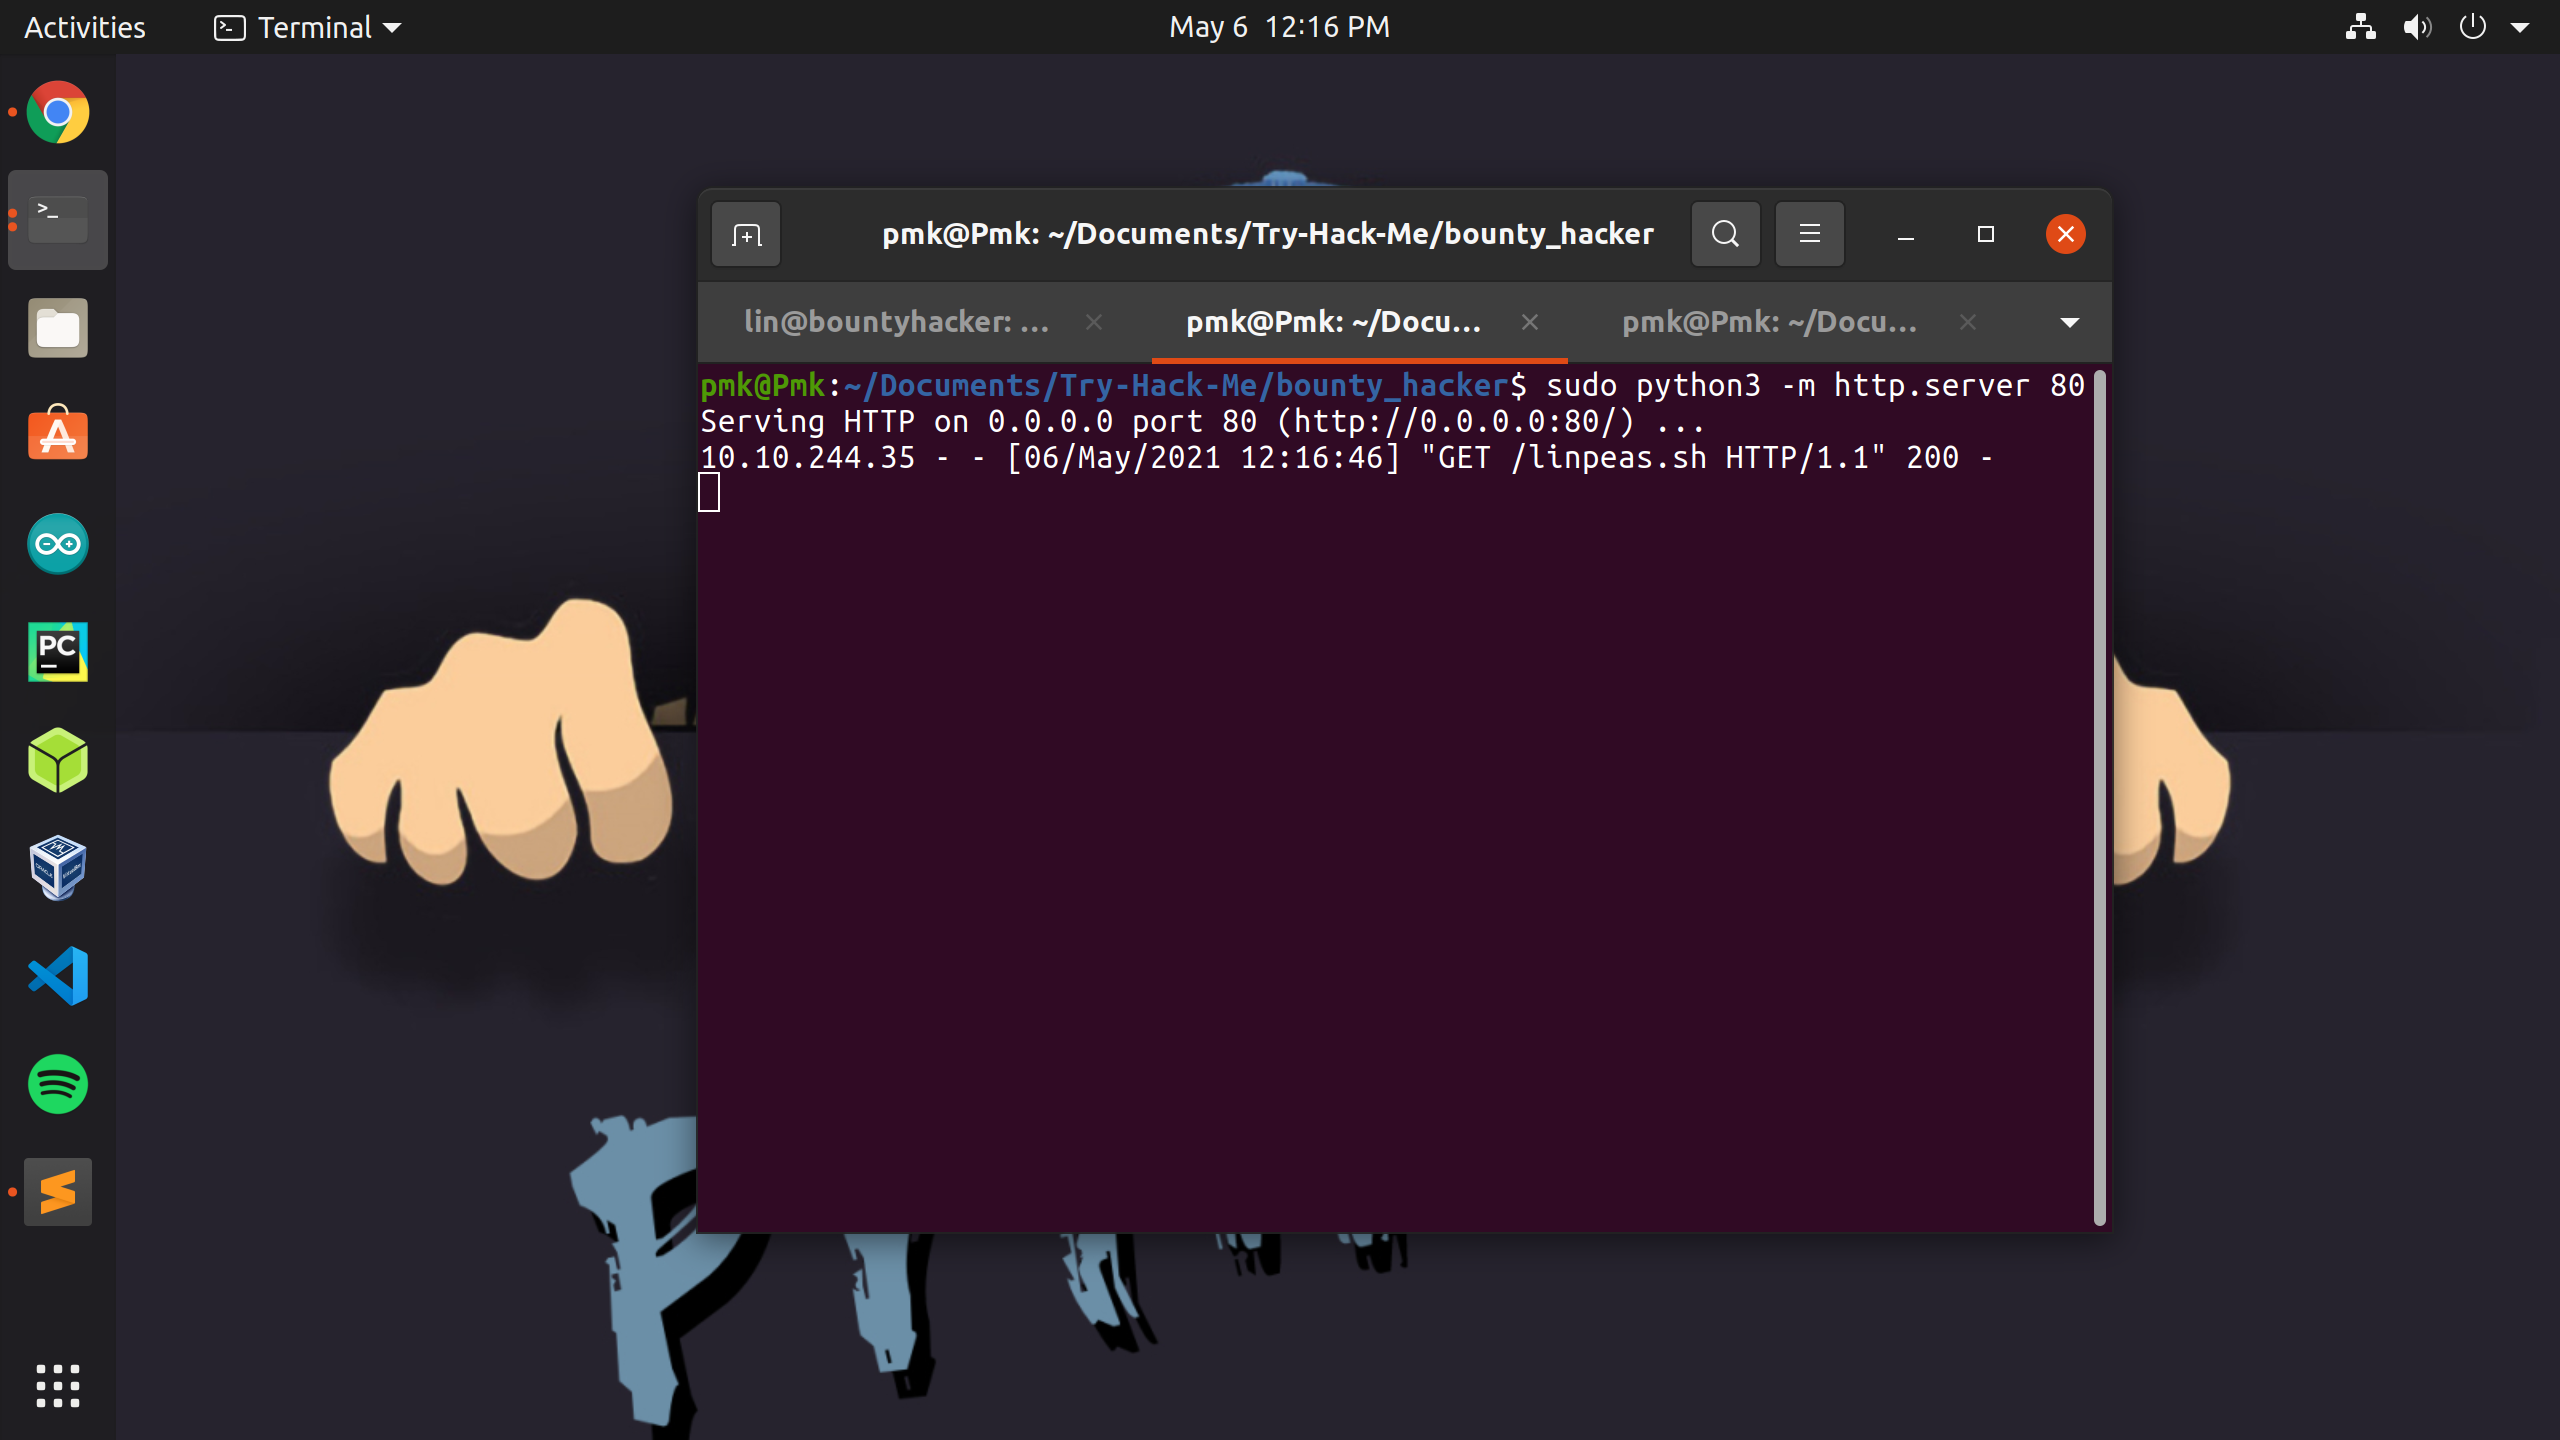 Activities
Terminal
May 6 12:16 PM
pmk@Pmk: ~/Documents/Try-Hack-Me/bounty_hacker
lin@bountyhacker: ...
pmk@Pmk: ~/Docu...
pmk@Pmk: ~/Docu...
pmk@Pmk:~/Documents/Try-Hack-Me/bounty_hacker$ sudo python3 -m http.server 80
Serving HTTP on 0.0.0.0 port 80 (http://0.0.0.0:80/) ...
10.10.244.35 - - [06/May/2021 12:16:46] "GET /linpeas.sh HTTP/1.1" 200 -
>_
PC